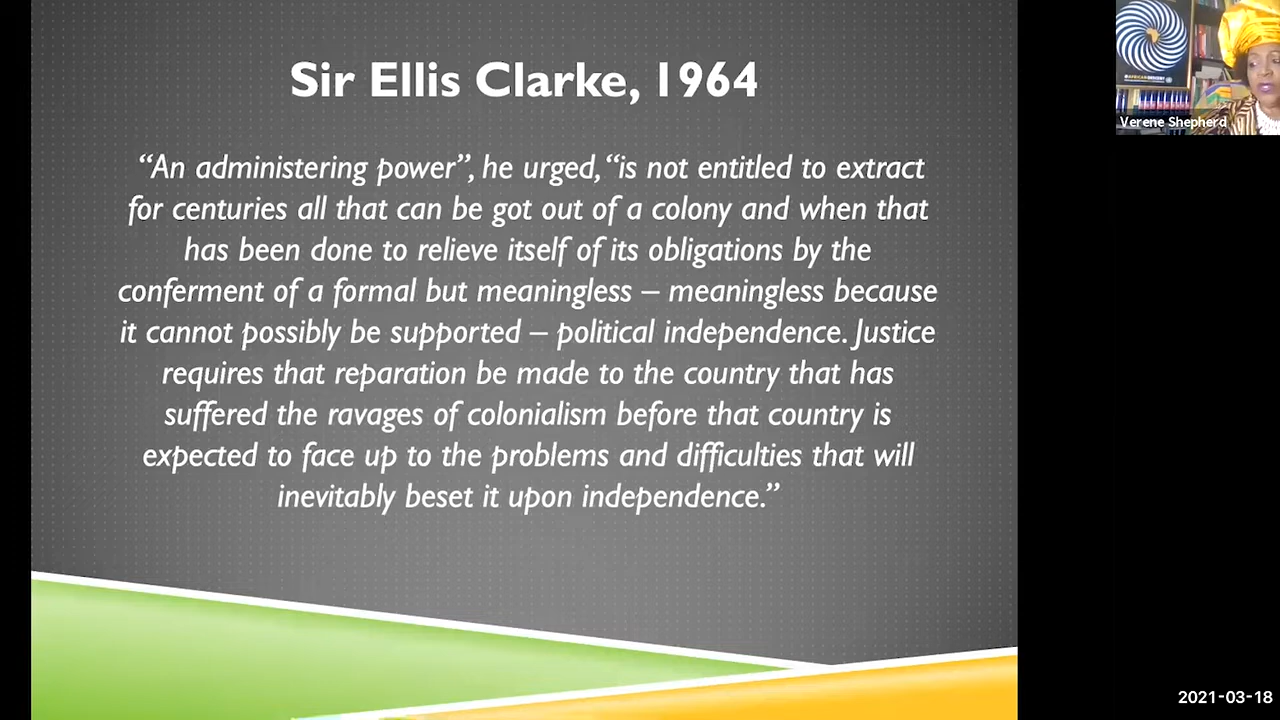 Sir Ellis Clarke, 1964
“An administering power”, he urged, “is not entitled to extract
for centuries all that can be got out of a colony and when that
has been done to relieve itself of its obligations by the
conferment of a formal but meaningless – meaningless because
it cannot possibly be supported – political independence. Justice
requires that reparation be made to the country that has
suffered the ravages of colonialism before that country is
expected to face up to the problems and difficulties that will
inevitably beset it upon independence.”
Verene Shepherd
2021-03-18